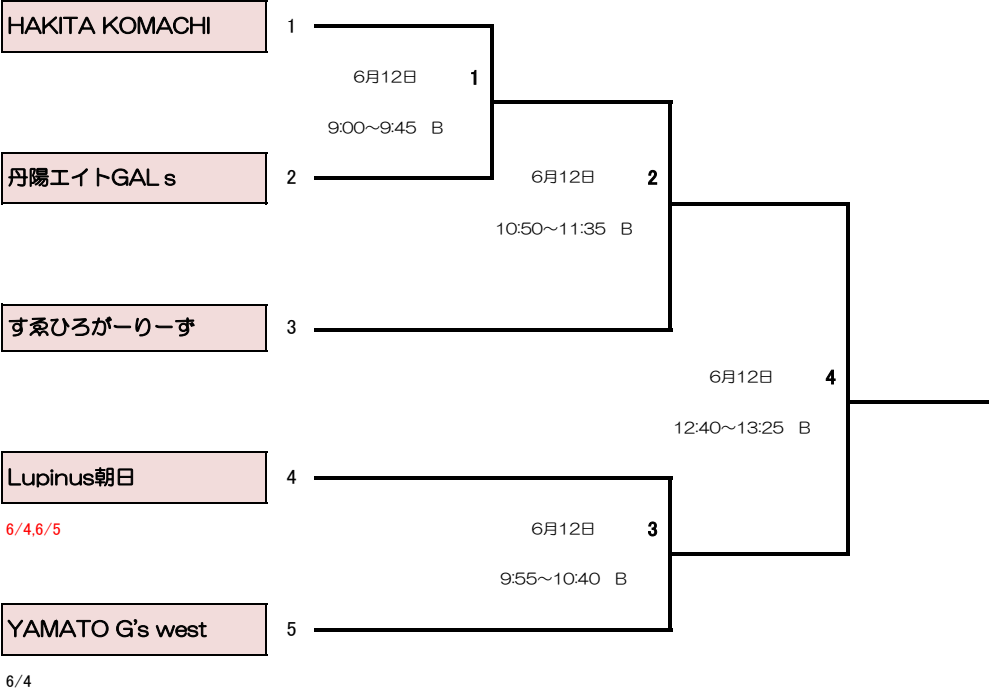 HAKITA KOMACHI 1
6月12日 1
9:00～9:45 B
丹陽エイトGALｓ 2
6月12日 2
10:50～11:35 B
すゑひろがーりーず 3
6月12日 4
12:40～13:25 B
Lupinus朝日 4
6/4,6/5
6月12日 3
9:55～10:40 B
YAMATO G's west 5
6/4